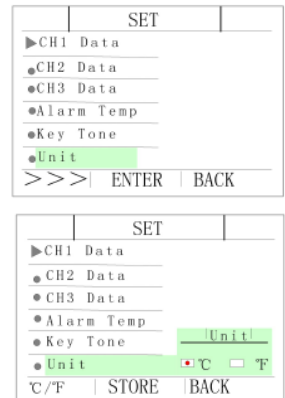 SET
▶CH1 Data
●CH2 Data
●CH3 Data
●Alarm Temp
●Key Tone
●Unit
>>> ENTER BACK
SET
▶CH1 Data
●CH2 Data
●CH3 Data
●Alarm Temp
●Key Tone
Unit
●Unit
℃ ℉
℃/℉ STORE BACK